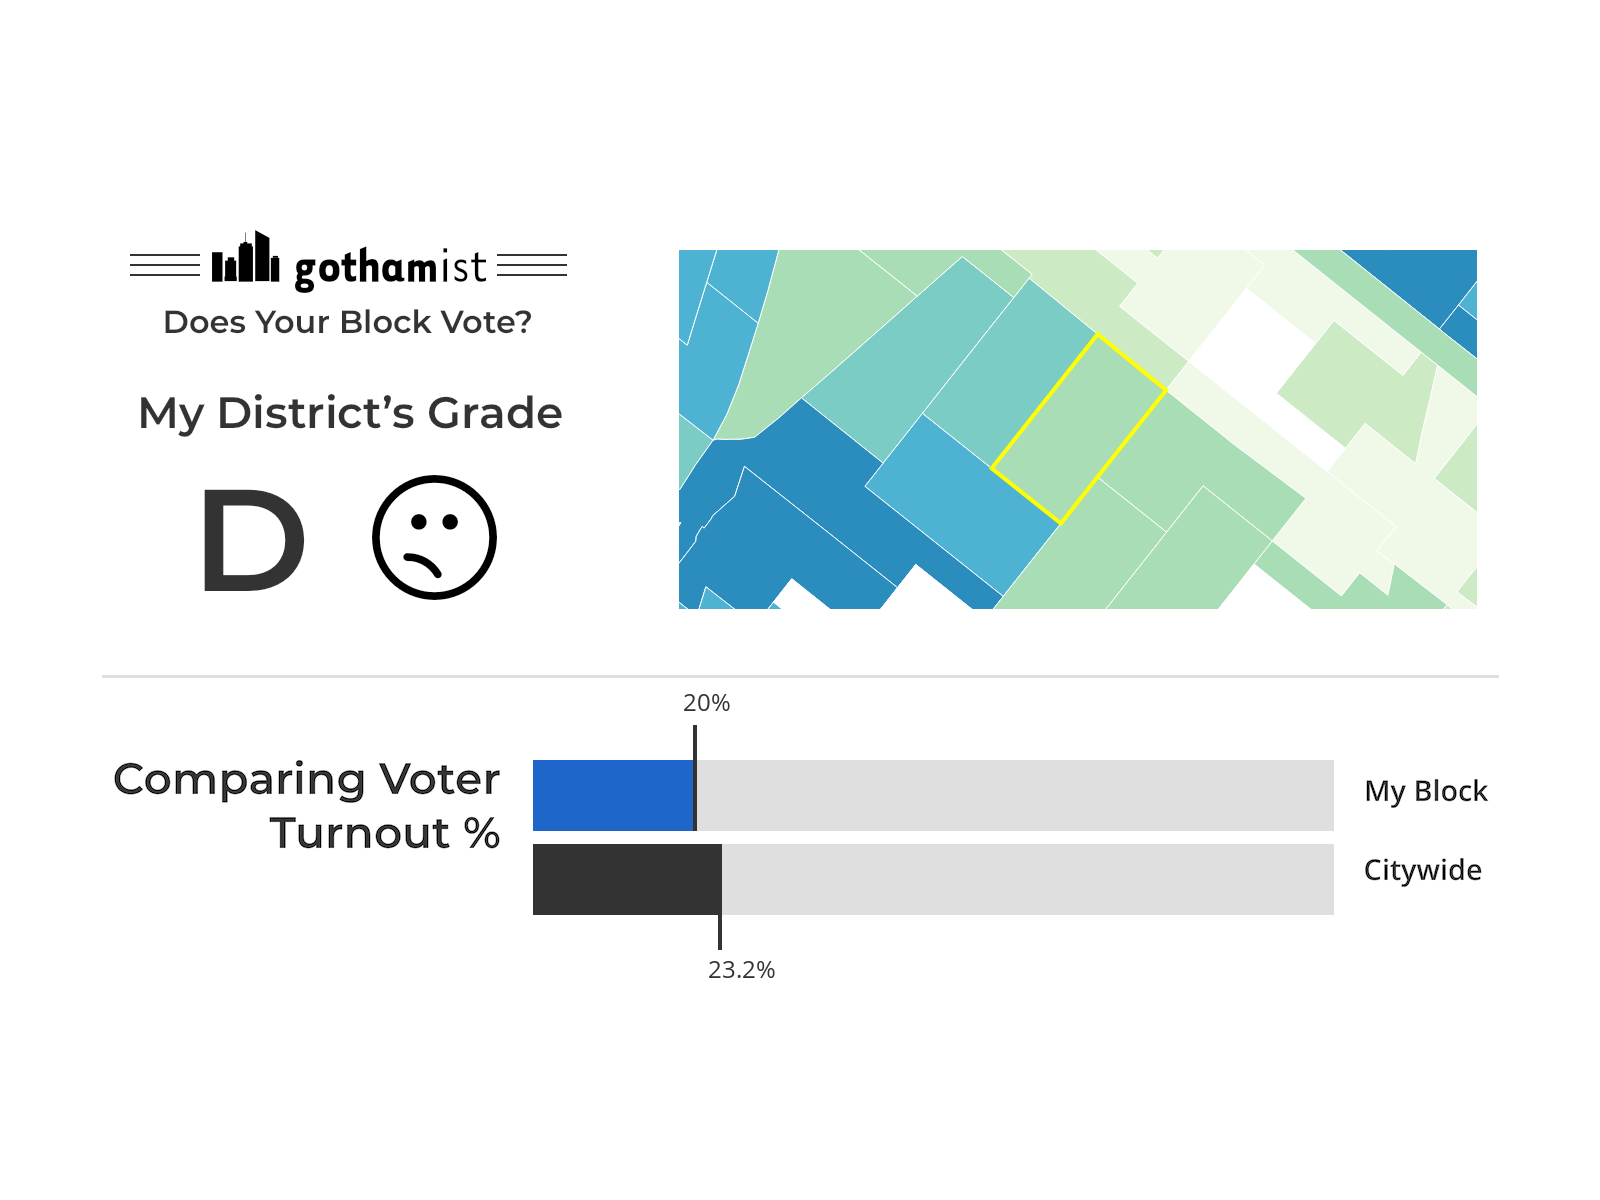 gothamist
Does Your Block Vote?
My District’s Grade
D
20%
Comparing Voter
Turnout %
My Block
Citywide
23.2%